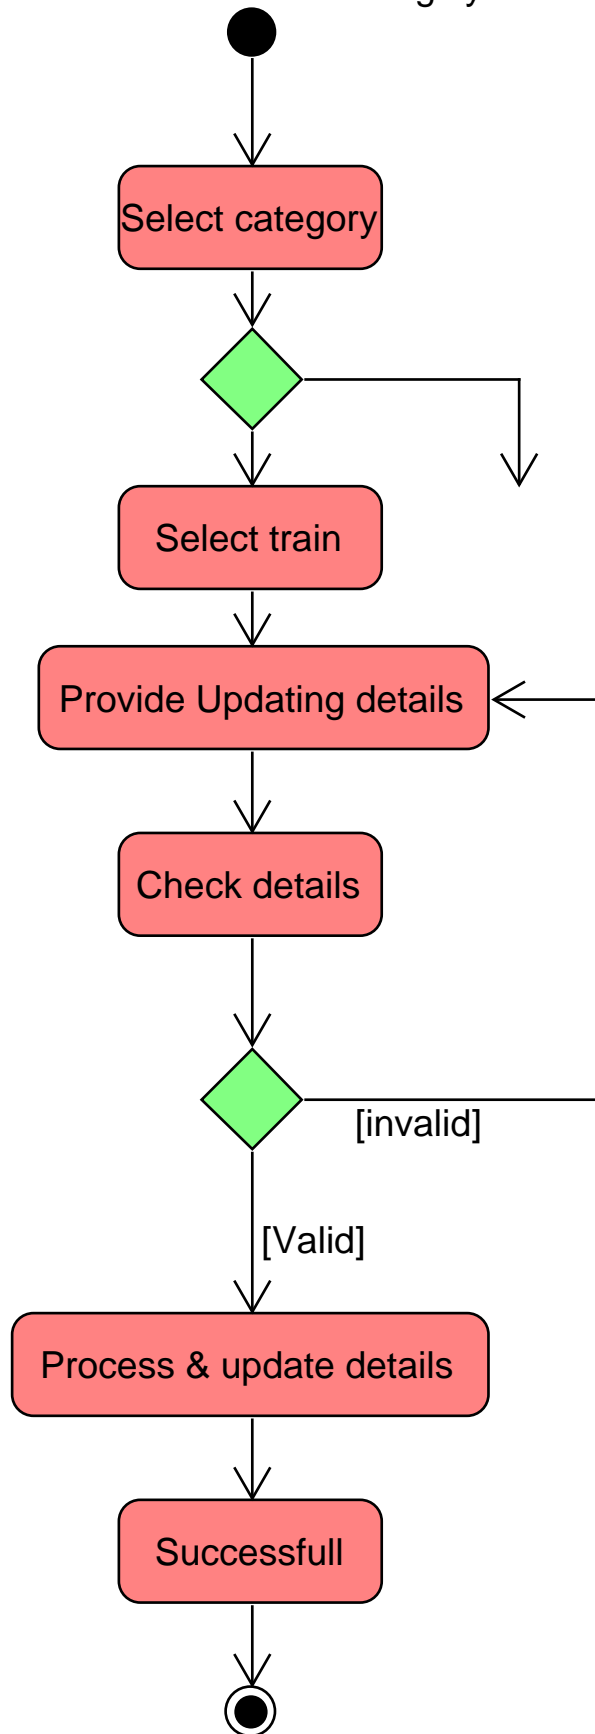 Select category
Select train
Provide Updating details
Check details
[invalid]
[Valid]
Process & update details
Successfull